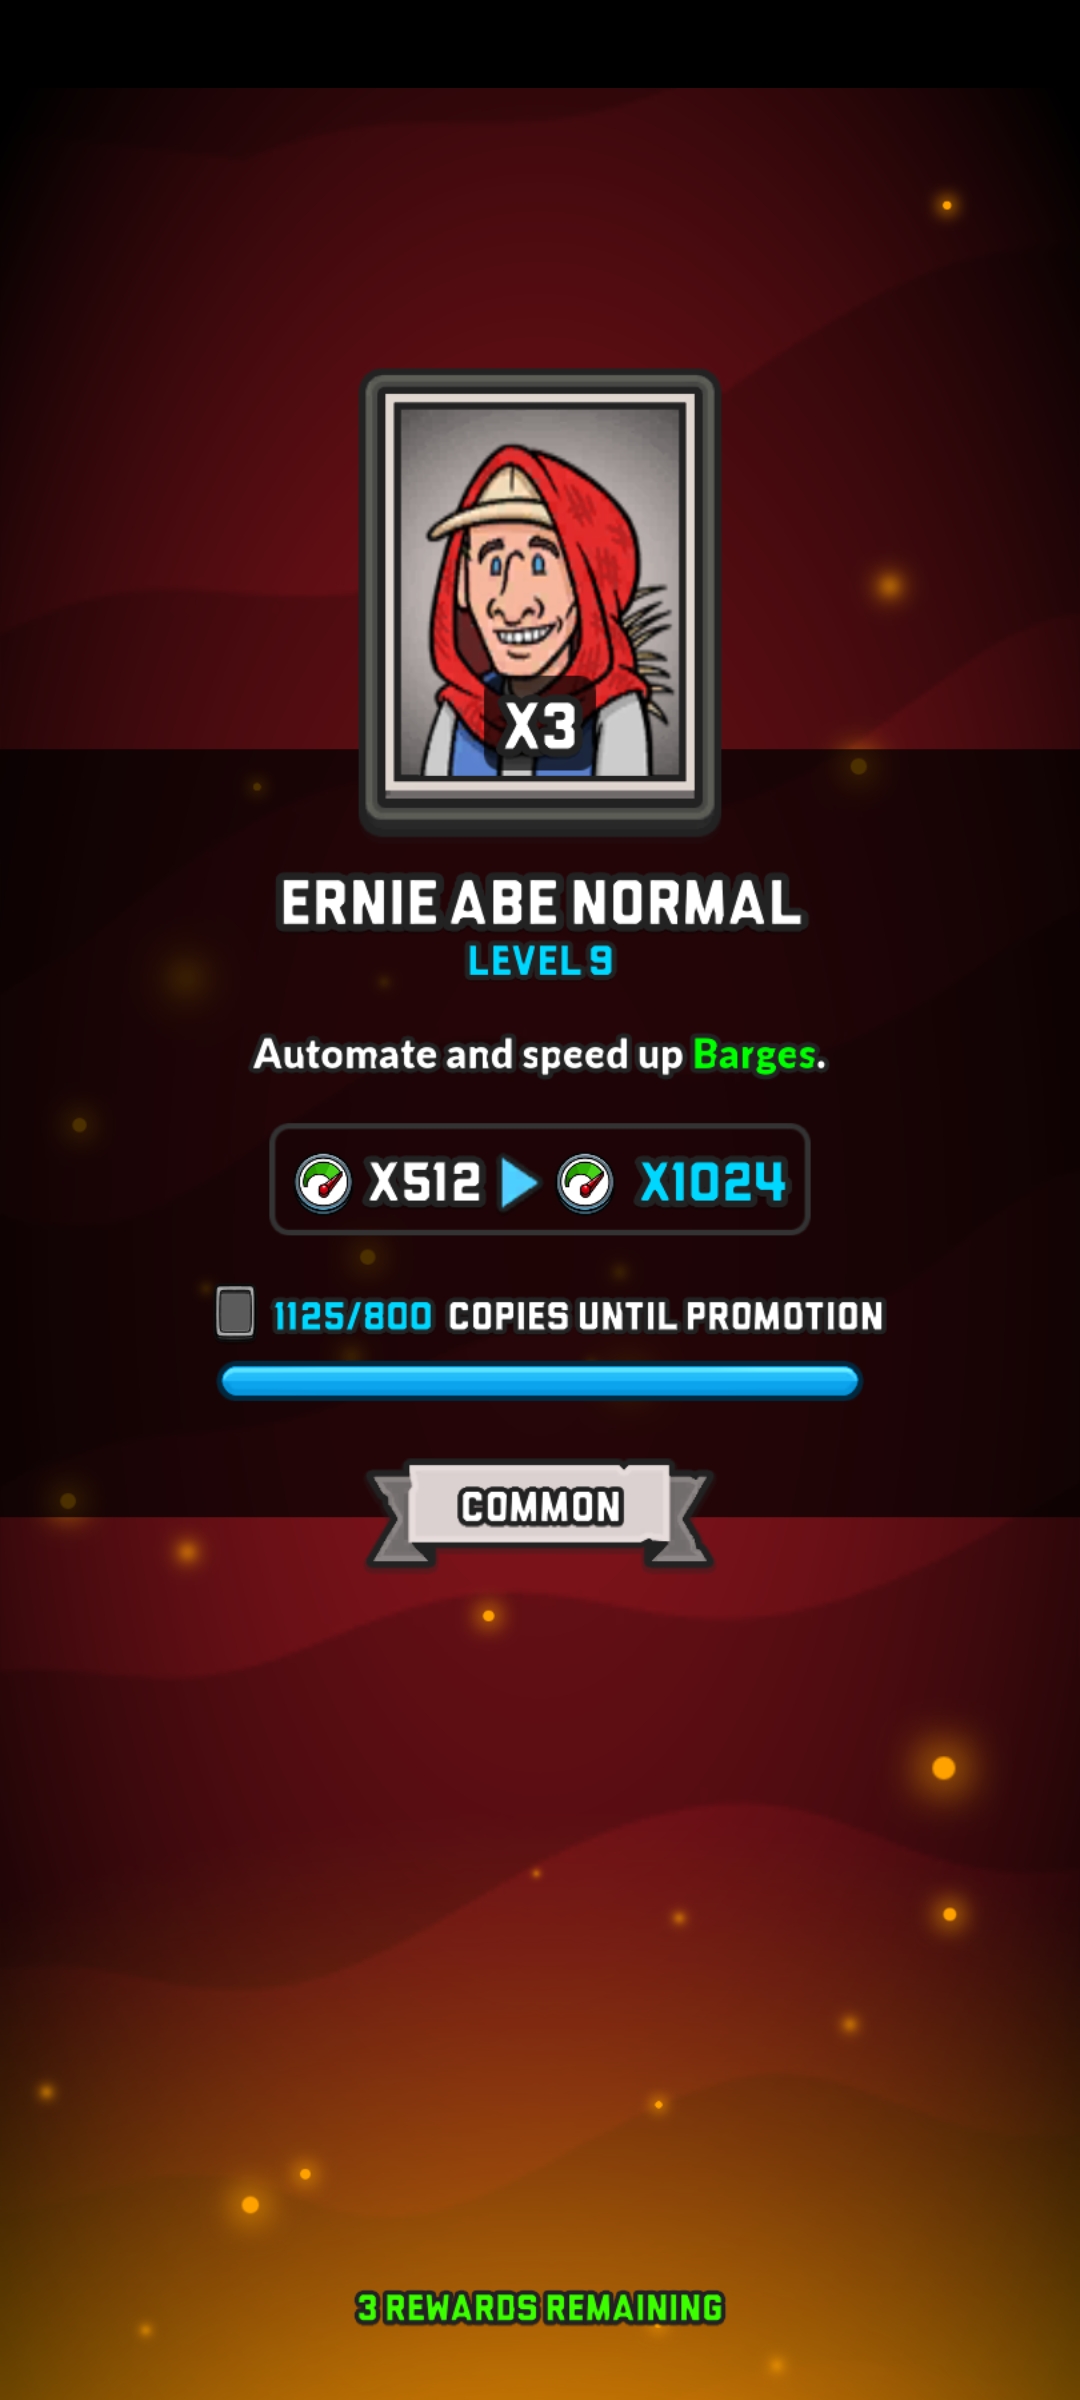 X3
ERNIE ABE NORMAL
LEVEL 9
Automate and speed up Barges.
X512 X1024
1125/800 COPIES UNTIL PROMOTION
COMMON
3 REWARDS REMAINING